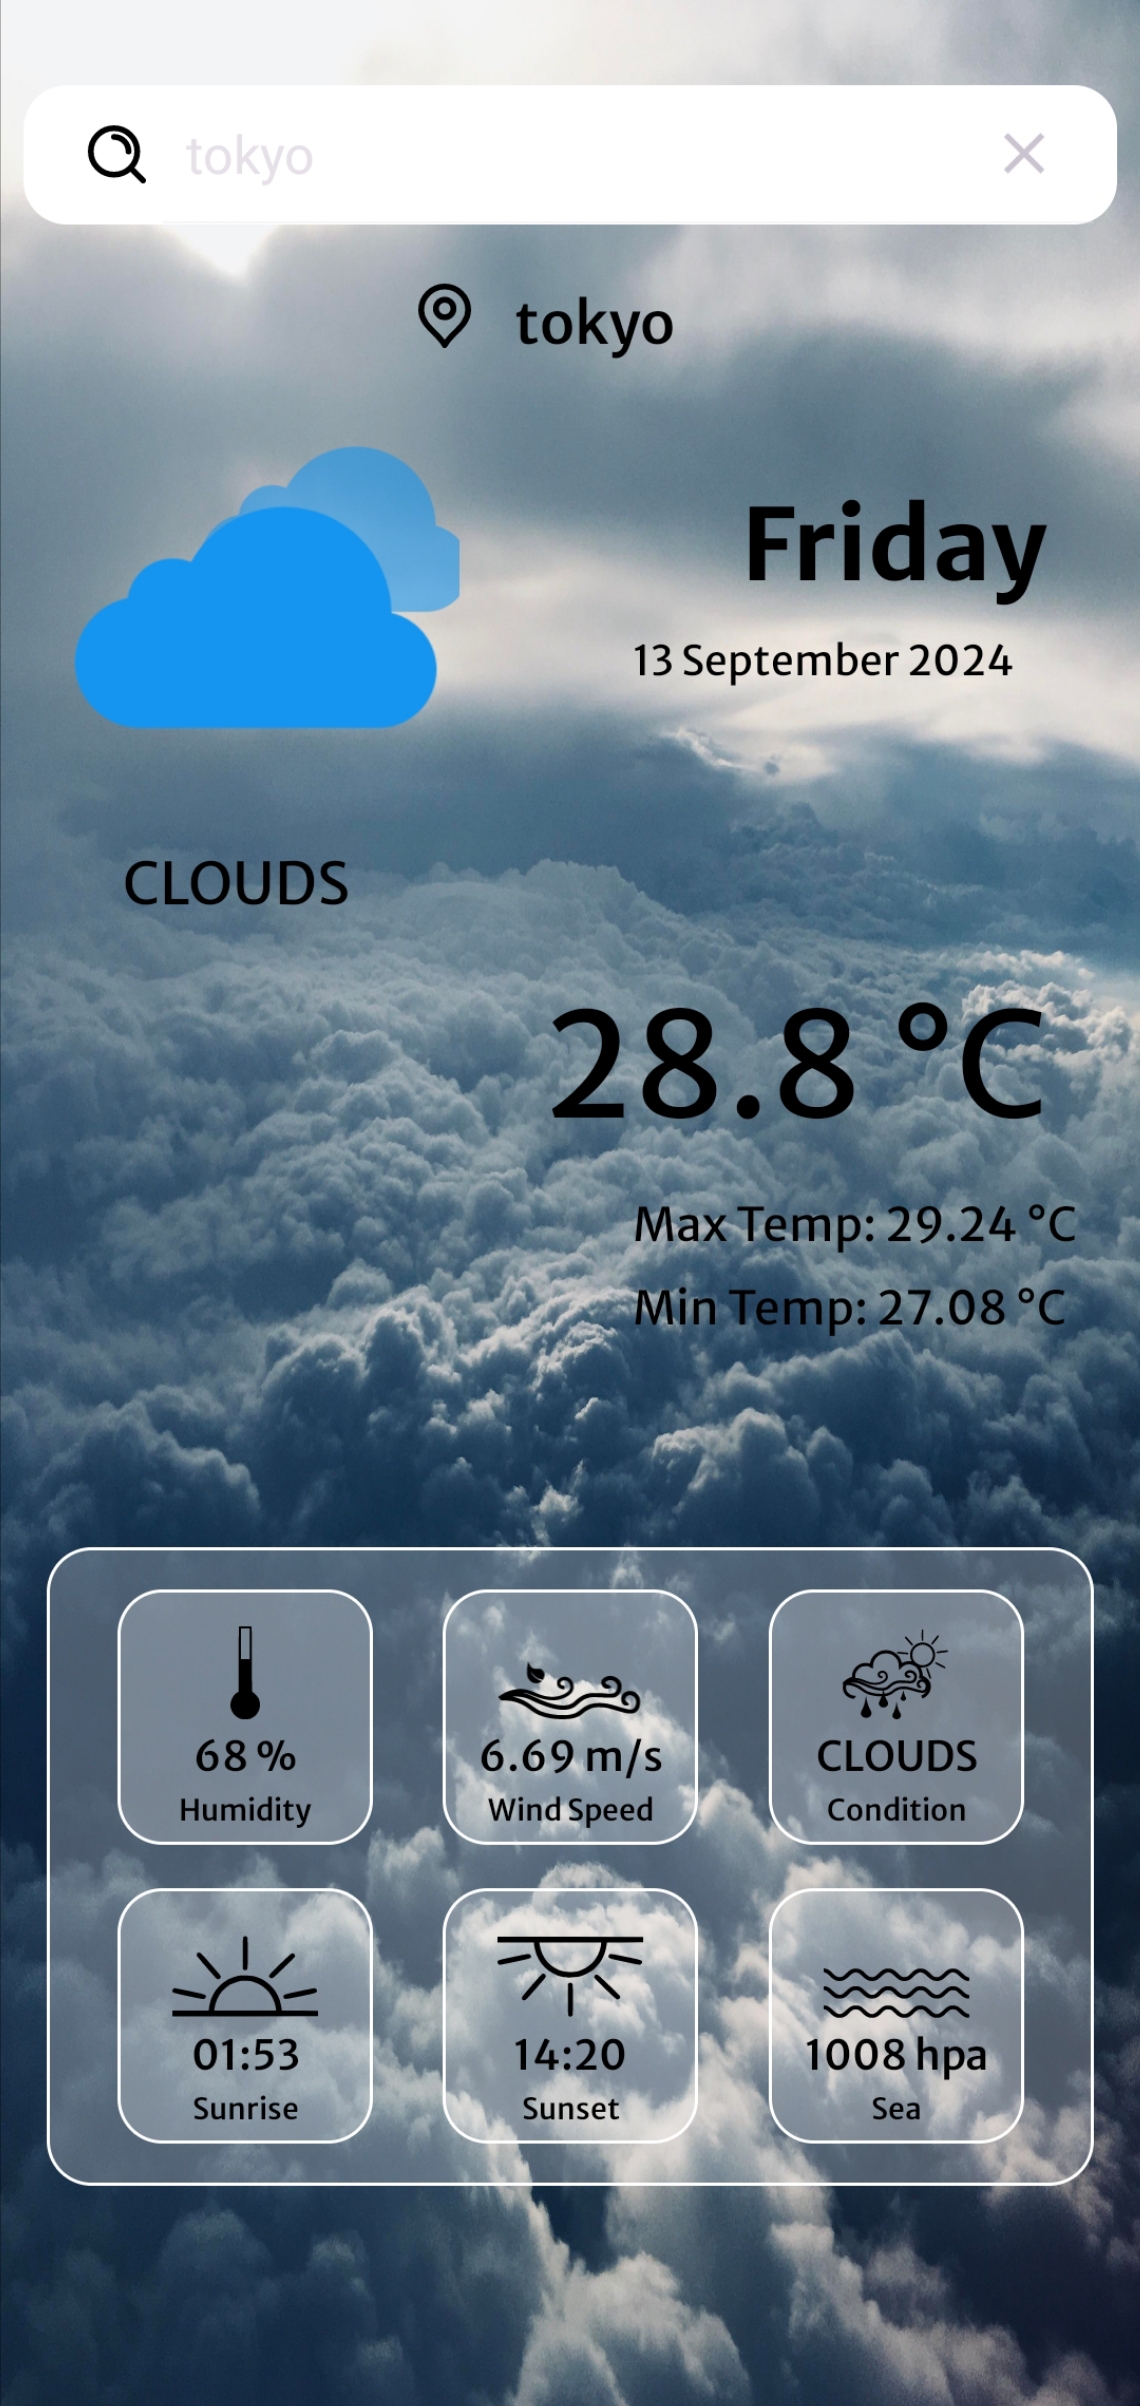 tokyo
tokyo
Friday
13 September 2024
CLOUDS
28.8 °C
Max Temp: 29.24 °C
Min Temp: 27.08 °C
68 %
Humidity
6.69 m/s
Wind Speed
CLOUDS
Condition
01:53
Sunrise
14:20
Sunset
1008 hpa
Sea